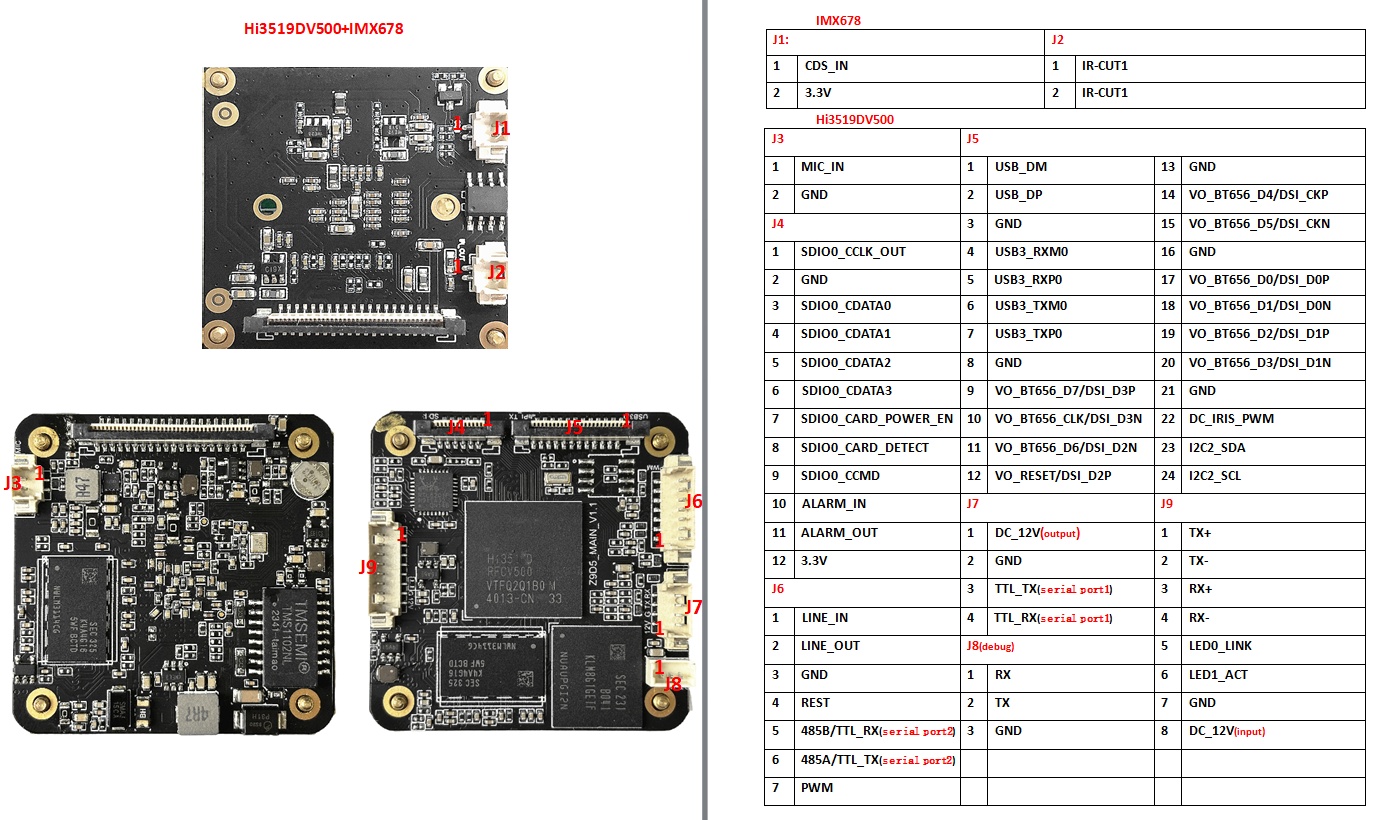 Hi3519DV500+IMX678
J1
1
J2
1
J3
1
MIC
R47
TMSEMI
TMS1102NL
2341-taimao
4R7
SEC 325
J4
1
J5
1
J6
1
J7
1
J8
1
J9
1
Z9D5_MAIN_V1.1
4013-CN 33
SEC 325
SEC 231
IMX678
J1: J2
1 CDS_IN 1 IR-CUT1
2 3.3V 2 IR-CUT1
Hi3519DV500
J3 J5
1 MIC_IN 1 USB_DM 13 GND
2 GND 2 USB_DP 14 VO_BT656_D4/DSI_CKP
J4 3 GND 15 VO_BT656_D5/DSI_CKN
1 SDIO0_CCLK_OUT 4 USB3_RXM0 16 GND
2 GND 5 USB3_RXP0 17 VO_BT656_D0/DSI_D0P
3 SDIO0_CDATA0 6 USB3_TXM0 18 VO_BT656_D1/DSI_D0N
4 SDIO0_CDATA1 7 USB3_TXP0 19 VO_BT656_D2/DSI_D1P
5 SDIO0_CDATA2 8 GND 20 VO_BT656_D3/DSI_D1N
6 SDIO0_CDATA3 9 VO_BT656_D7/DSI_D3P 21 GND
7 SDIO0_CARD_POWER_EN 10 VO_BT656_CLK/DSI_D3N 22 DC_IRIS_PWM
8 SDIO0_CARD_DETECT 11 VO_BT656_D6/DSI_D2N 23 I2C2_SDA
9 SDIO0_CCMD 12 VO_RESET/DSI_D2P 24 I2C2_SCL
10 ALARM_IN J7 J9
11 ALARM_OUT 1 DC_12V(output) 1 TX+
12 3.3V 2 GND 2 TX-
J6 3 TTL_TX(serial port1) 3 RX+
1 LINE_IN 4 TTL_RX(serial port1) 4 RX-
2 LINE_OUT J8(debug) 5 LED0_LINK
3 GND 1 RX 6 LED1_ACT
4 REST 2 TX 7 GND
5 485B/TTL_RX(serial port2) 3 GND 8 DC_12V(input)
6 485A/TTL_TX(serial port2)
7 PWM